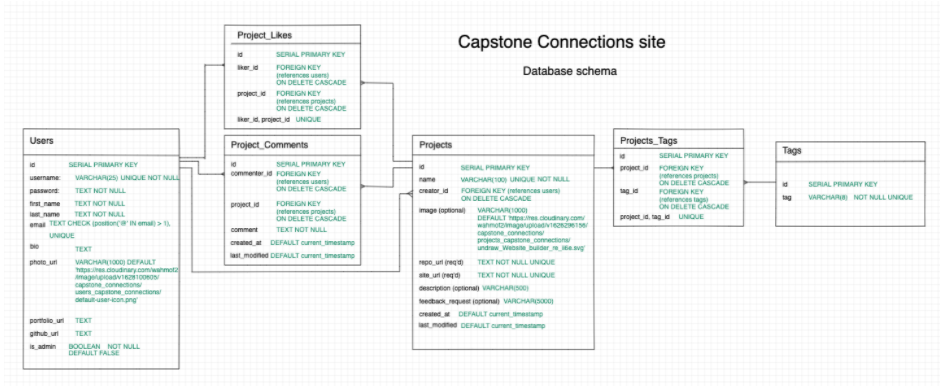 Capstone Connections site
Database schema
Project_Likes
id SERIAL PRIMARY KEY
liker_id FOREIGN KEY
(references users)
ON DELETE CASCADE
project_id FOREIGN KEY
(references projects)
ON DELETE CASCADE
liker_id, project_id UNIQUE
Users
id SERIAL PRIMARY KEY
username: VARCHAR(25) UNIQUE NOT NULL
password: TEXT NOT NULL
first_name TEXT NOT NULL
last_name TEXT NOT NULL
email TEXT CHECK (postion('@' IN email) > 1),
UNIQUE
bio TEXT
photo_url VARCHAR(1000) DEFAULT
'https://res.cloudinary.com/wahmof2/
image/upload/v1628100605/
capstone_connections/
users_capstone_connections/
default-user-icon.png'
portfolio_url TEXT
github_url TEXT
is_admin BOOLEAN NOT NULL
DEFAULT FALSE
Project_Comments
id SERIAL PRIMARY KEY
commenter_id FOREIGN KEY
(references users)
ON DELETE CASCADE
project_id FOREIGN KEY
(references projects)
ON DELETE CASCADE
comment TEXT NOT NULL
created_at DEFAULT current_timestamp
last_modified DEFAULT current_timestamp
Projects
id SERIAL PRIMARY KEY
name VARCHAR(100) UNIQUE NOT NULL
creator_id FOREIGN KEY (references users)
ON DELETE CASCADE
image (optional) VARCHAR(1000)
DEFAULT 'https://res.cloudinary.com/
wahmof2/image/upload/v1628296156/
capstone_connections/
projects_capstone_connections/
undraw_Website_builder_re_ii6e.svg'
repo_url (req'd) TEXT NOT NULL UNIQUE
site_url (req'd) TEXT NOT NULL UNIQUE
description (optional) VARCHAR(500)
feedback_request (optional) VARCHAR(5000)
created_at DEFAULT current_timestamp
last_modified DEFAULT current_timestamp
Projects_Tags
id SERIAL PRIMARY KEY
project_id FOREIGN KEY
(references projects)
ON DELETE CASCADE
tag_id FOREIGN KEY
(references tags)
ON DELETE CASCADE
project_id, tag_id UNIQUE
Tags
id SERIAL PRIMARY KEY
tag VARCHAR(8) NOT NULL UNIQUE